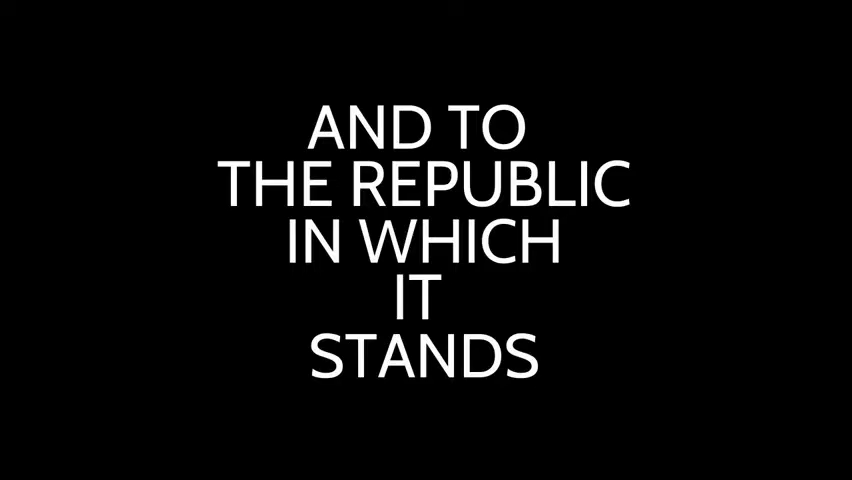 AND TO
THE REPUBLIC
IN WHICH
IT
STANDS